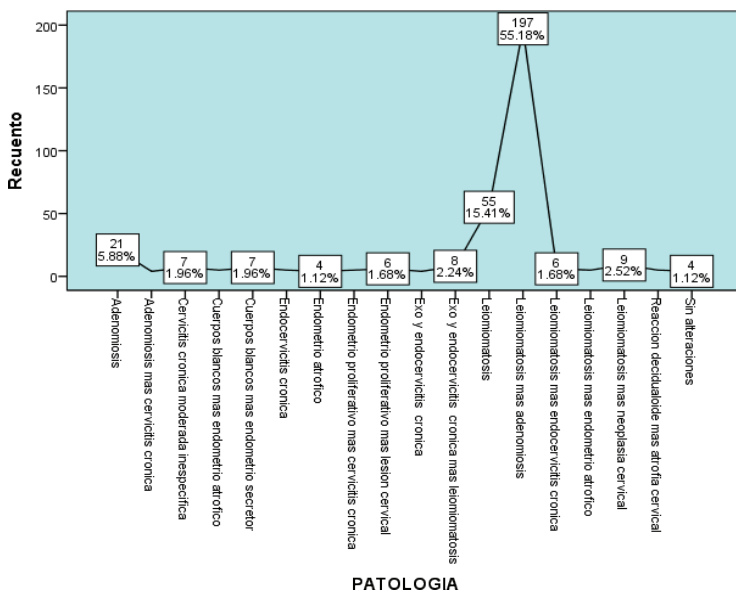 Recuento
200
150
100
50
0
21
5.88%
7
1.96%
7
1.96%
4
1.12%
6
1.68%
8
2.24%
55
15.41%
197
55.18%
6
1.68%
9
2.52%
4
1.12%
Adenomiosis
Adenomiosis mas cervicitis cronica
Cervicitis cronica moderada inespecifica
Cuerpos blancos mas endometrio atrofico
Cuerpos blancos mas endometrio secretor
Endocervicitis cronica
Endometrio atrofico
Endometrio proliferativo mas cervicitis cronica
Endometrio proliferativo mas lesion cervical
Exo y endocervicitis cronica
Exo y endocervicitis cronica mas leiomiomatosis
Leiomiomatosis
Leiomiomatosis mas adenomiosis
Leiomiomatosis mas endocervicitis cronica
Leiomiomatosis mas endometrio atrofico
Leiomiomatosis mas neoplasia cervical
Reaccion decidualoide mas atrofia cervical
Sin alteraciones
PATOLOGIA